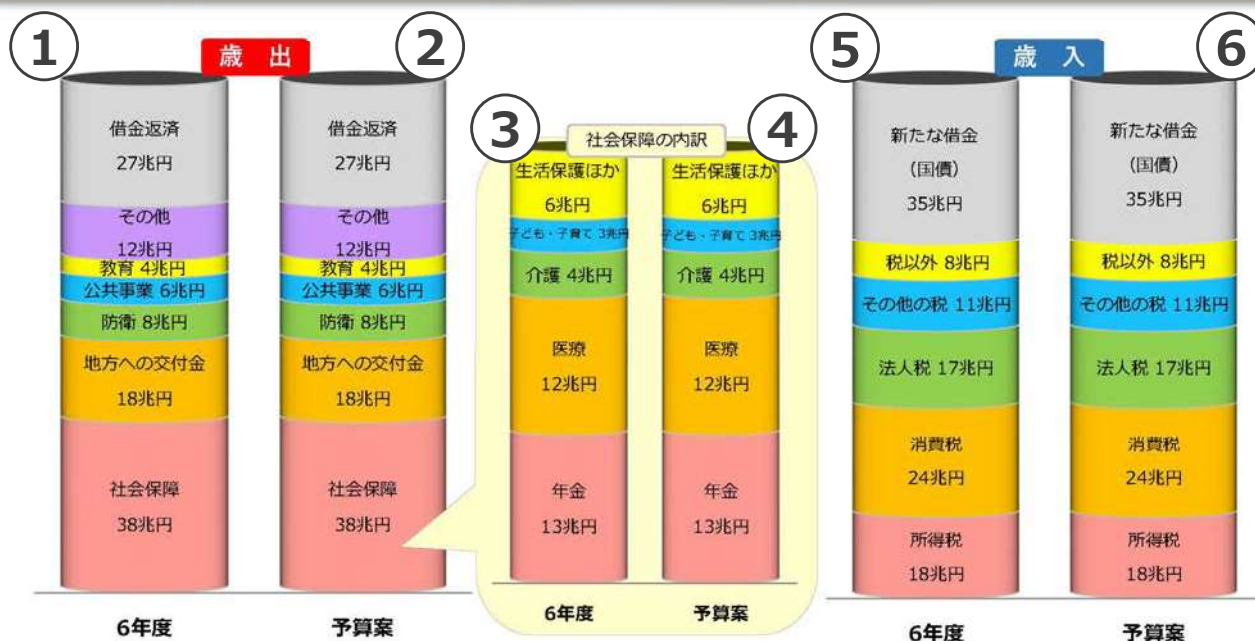 ①
歳 出
②
借金返済
27兆円
その他
12兆円
教育 4兆円
公共事業 6兆円
防衛 8兆円
地方への交付金
18兆円
社会保障
38兆円
6年度
借金返済
27兆円
その他
12兆円
教育 4兆円
公共事業 6兆円
防衛 8兆円
地方への交付金
18兆円
社会保障
38兆円
予算案
③
社会保障の内訳
④
生活保護ほか
6兆円
子ども・子育て 3兆円
介護 4兆円
医療
12兆円
年金
13兆円
6年度
生活保護ほか
6兆円
子ども・子育て 3兆円
介護 4兆円
医療
12兆円
年金
13兆円
予算案
⑤
歳 入
⑥
新たな借金
(国債)
35兆円
税以外 8兆円
その他の税 11兆円
法人税 17兆円
消費税
24兆円
所得税
18兆円
6年度
新たな借金
(国債)
35兆円
税以外 8兆円
その他の税 11兆円
法人税 17兆円
消費税
24兆円
所得税
18兆円
予算案